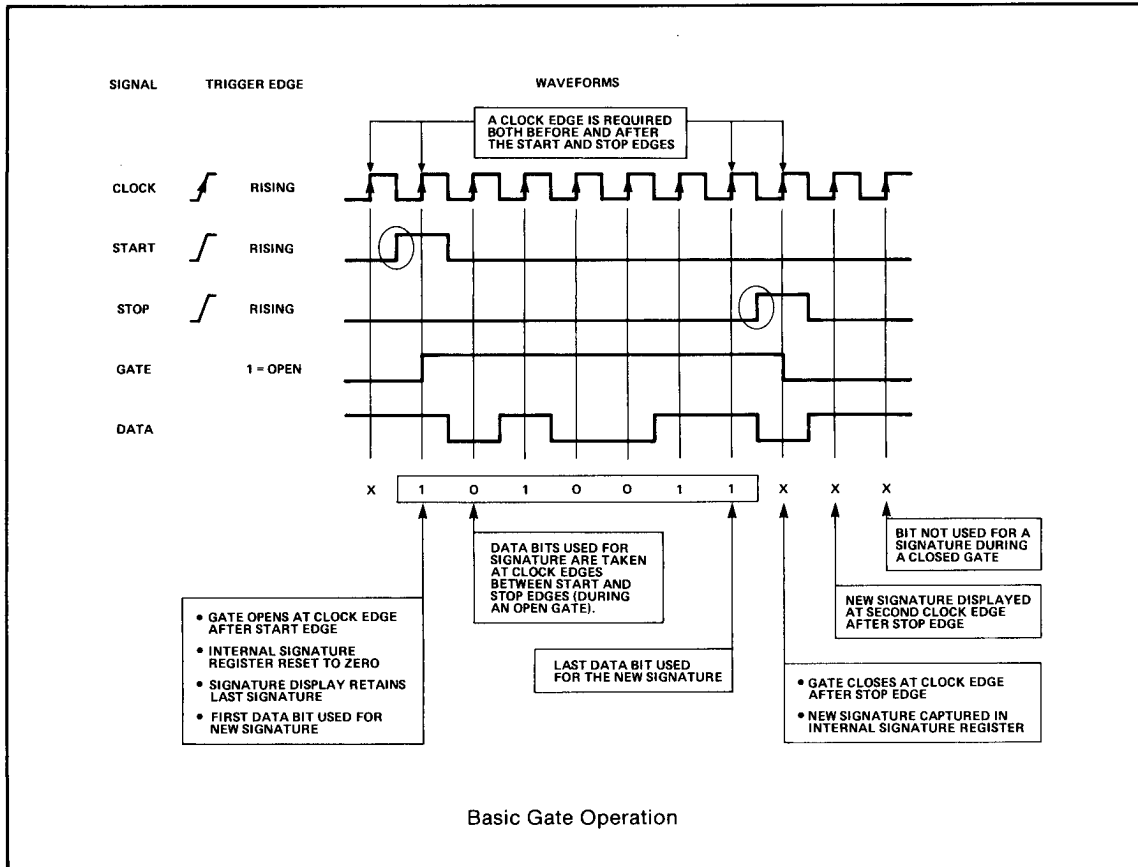 SIGNAL TRIGGER EDGE WAVEFORMS
A CLOCK EDGE IS REQUIRED
BOTH BEFORE AND AFTER
THE START AND STOP EDGES
CLOCK RISING
START RISING
STOP RISING
GATE 1 = OPEN
DATA
X 1 0 1 0 0 1 1 X X X
• GATE OPENS AT CLOCK EDGE
AFTER START EDGE
• INTERNAL SIGNATURE
REGISTER RESET TO ZERO
• SIGNATURE DISPLAY RETAINS
LAST SIGNATURE
• FIRST DATA BIT USED FOR
NEW SIGNATURE
DATA BITS USED FOR
SIGNATURE ARE TAKEN
AT CLOCK EDGES
BETWEEN START AND
STOP EDGES (DURING
AN OPEN GATE).
LAST DATA BIT USED
FOR THE NEW SIGNATURE
BIT NOT USED FOR A
SIGNATURE DURING
A CLOSED GATE
NEW SIGNATURE DISPLAYED
AT SECOND CLOCK EDGE
AFTER STOP EDGE
• GATE CLOSES AT CLOCK EDGE
AFTER STOP EDGE
• NEW SIGNATURE CAPTURED IN
INTERNAL SIGNATURE REGISTER
Basic Gate Operation